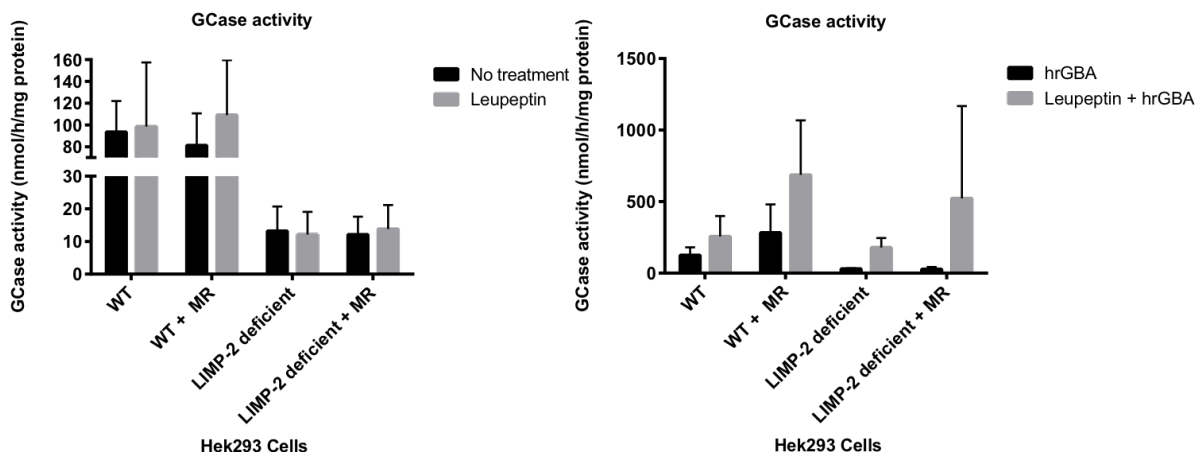 GCase activity
GCase activity (nmol/h/mg protein)
160
140
120
100
80
30
20
10
0
No treatment
Leupeptin
WT
WT + MR
LIMP-2 deficient
LIMP-2 deficient + MR
Hek293 Cells
GCase activity
GCase activity (nmol/h/mg protein)
1500
1000
500
0
hrGBA
Leupeptin + hrGBA
WT
WT + MR
LIMP-2 deficient
LIMP-2 deficient + MR
Hek293 Cells